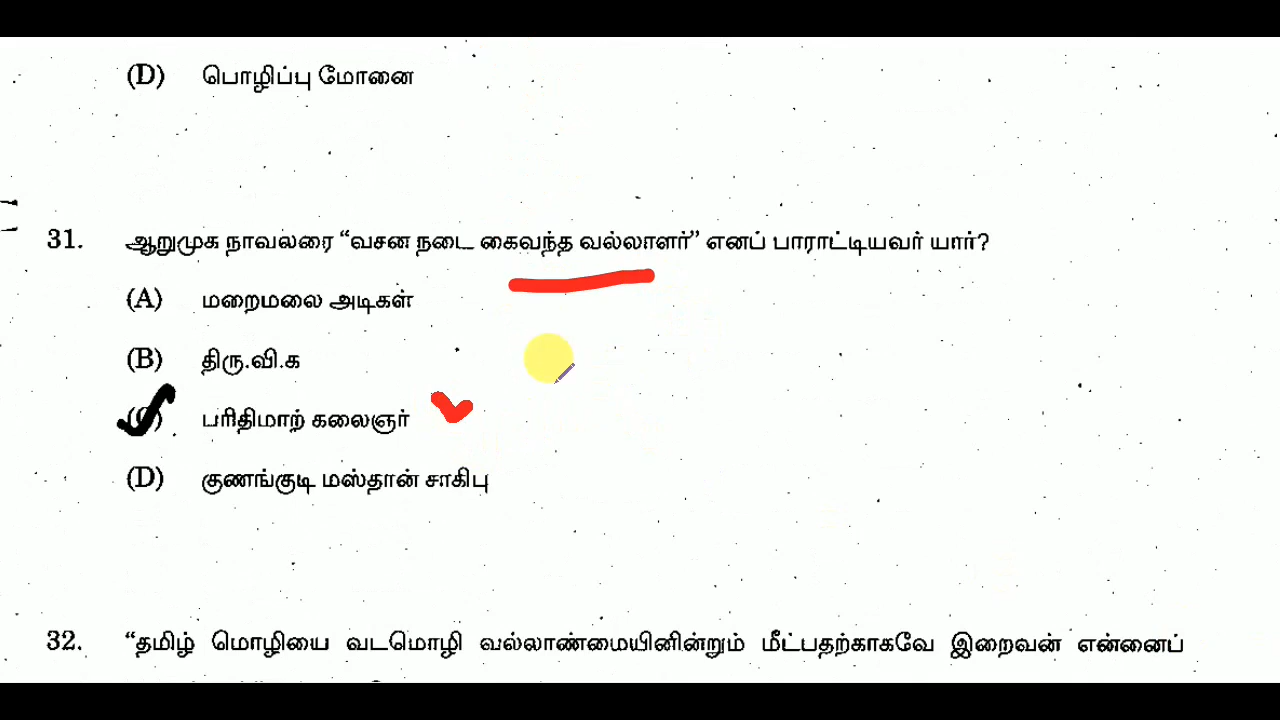 (D) பொழிப்பு மோனை
31. ஆறுமுக நாவலரை “வசன நடை கைவந்த வல்லாளர்” எனப் பாராட்டியவர் யார்?
(A) மறைமலை அடிகள்
(B) திரு.வி.க
(C) பரிதிமாற் கலைஞர்
(D) குணங்குடி மஸ்தான் சாகிபு
32. “தமிழ் மொழியை வடமொழி வல்லாண்மையினின்றும் மீட்பதற்காகவே இறைவன் என்னைப்